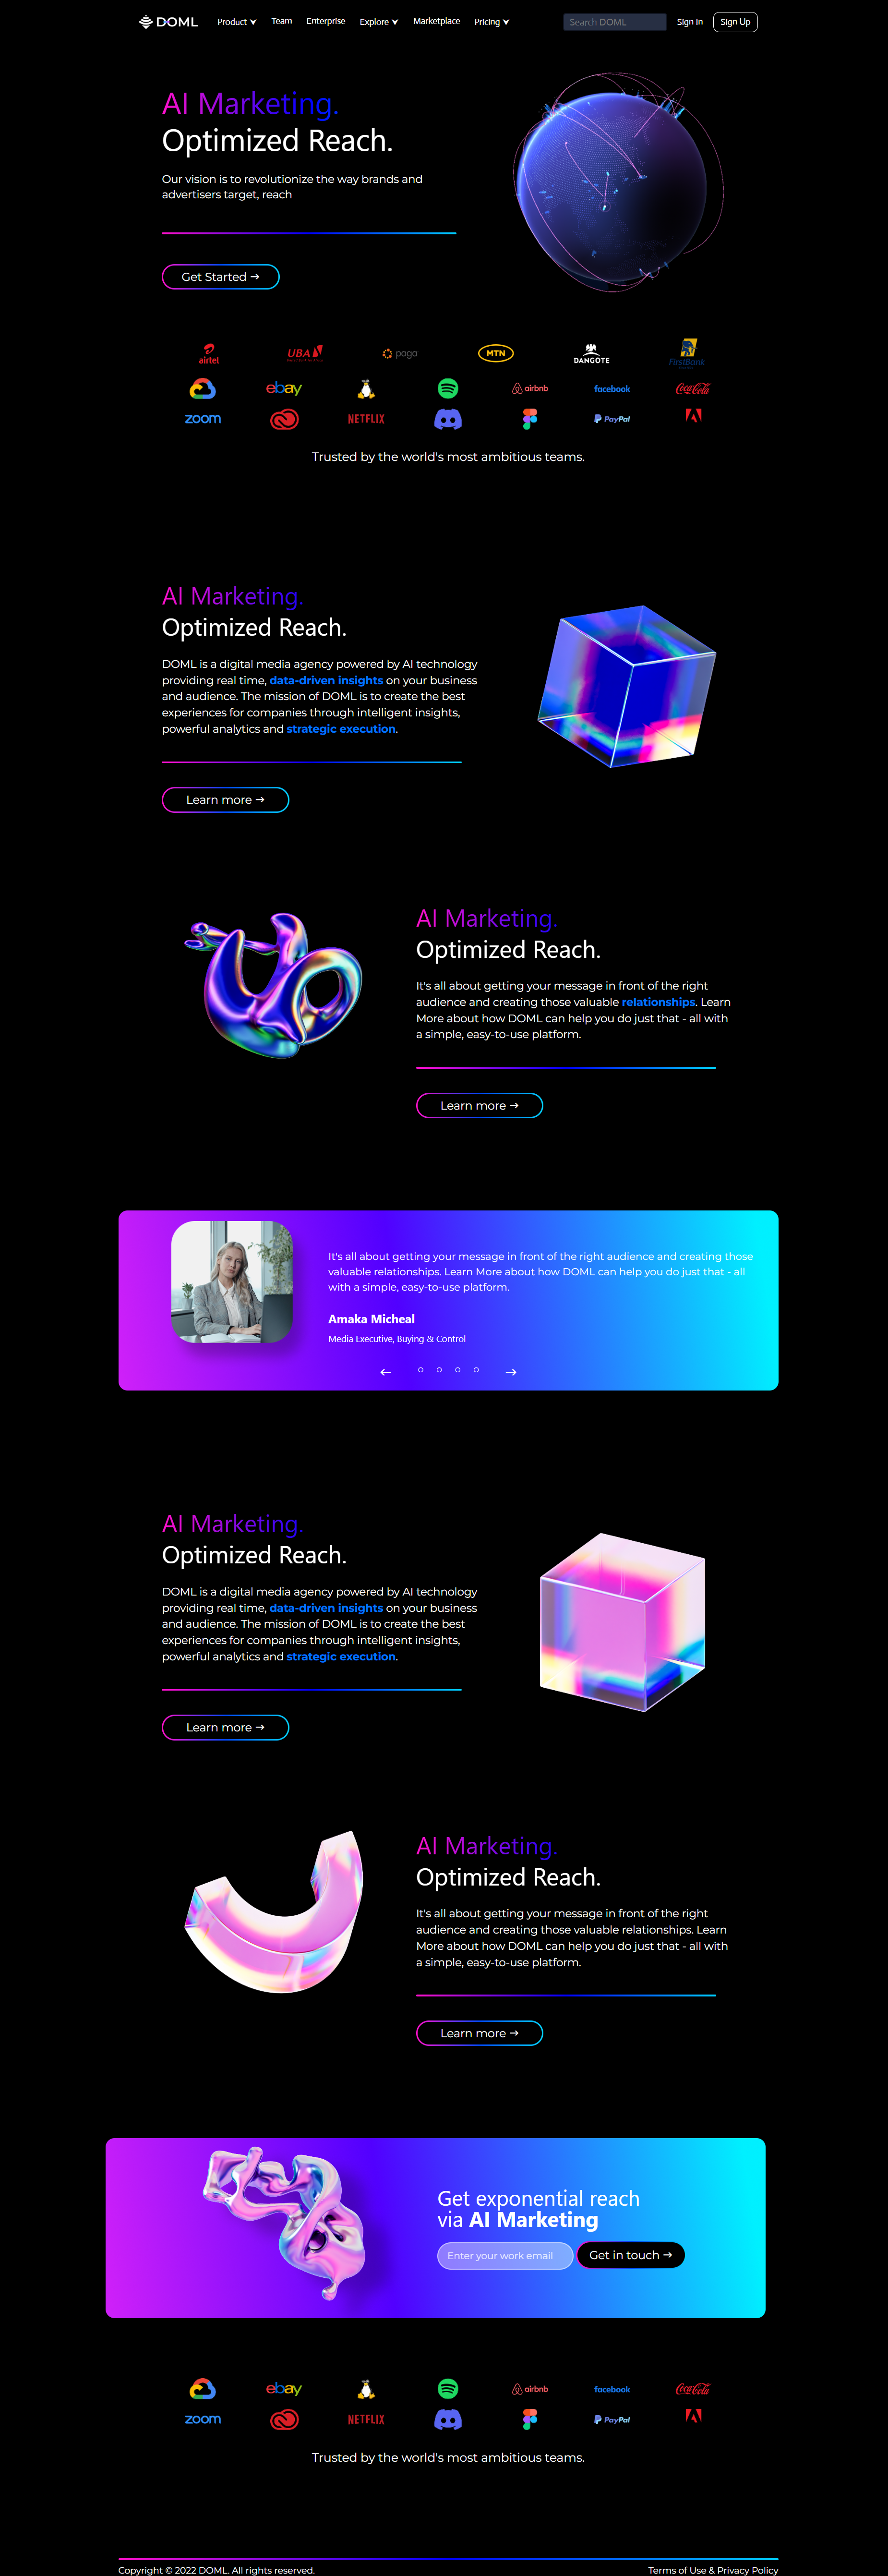 DOML
Product
Team
Enterprise
Explore
Marketplace
Pricing
Search DOML
Sign In
Sign Up
AI Marketing.
Optimized Reach.
Our vision is to revolutionize the way brands and
advertisers target, reach
Get Started →
airtel
UBA
paga
MTN
DANGOTE
FirstBank
ebay
airbnb
facebook
Coca-Cola
zoom
NETFLIX
PayPal
Trusted by the world's most ambitious teams.
AI Marketing.
Optimized Reach.
DOML is a digital media agency powered by AI technology
providing real time, data-driven insights on your business
and audience. The mission of DOML is to create the best
experiences for companies through intelligent insights,
powerful analytics and strategic execution.
Learn more →
AI Marketing.
Optimized Reach.
It's all about getting your message in front of the right
audience and creating those valuable relationships. Learn
More about how DOML can help you do just that - all with
a simple, easy-to-use platform.
Learn more →
It's all about getting your message in front of the right audience and creating those
valuable relationships. Learn More about how DOML can help you do just that - all
with a simple, easy-to-use platform.
Amaka Micheal
Media Executive, Buying & Control
← →
AI Marketing.
Optimized Reach.
DOML is a digital media agency powered by AI technology
providing real time, data-driven insights on your business
and audience. The mission of DOML is to create the best
experiences for companies through intelligent insights,
powerful analytics and strategic execution.
Learn more →
AI Marketing.
Optimized Reach.
It's all about getting your message in front of the right
audience and creating those valuable relationships. Learn
More about how DOML can help you do just that - all with
a simple, easy-to-use platform.
Learn more →
Get exponential reach
via AI Marketing
Enter your work email
Get in touch →
ebay
airbnb
facebook
Coca-Cola
zoom
NETFLIX
PayPal
Trusted by the world's most ambitious teams.
Copyright © 2022 DOML. All rights reserved.
Terms of Use & Privacy Policy